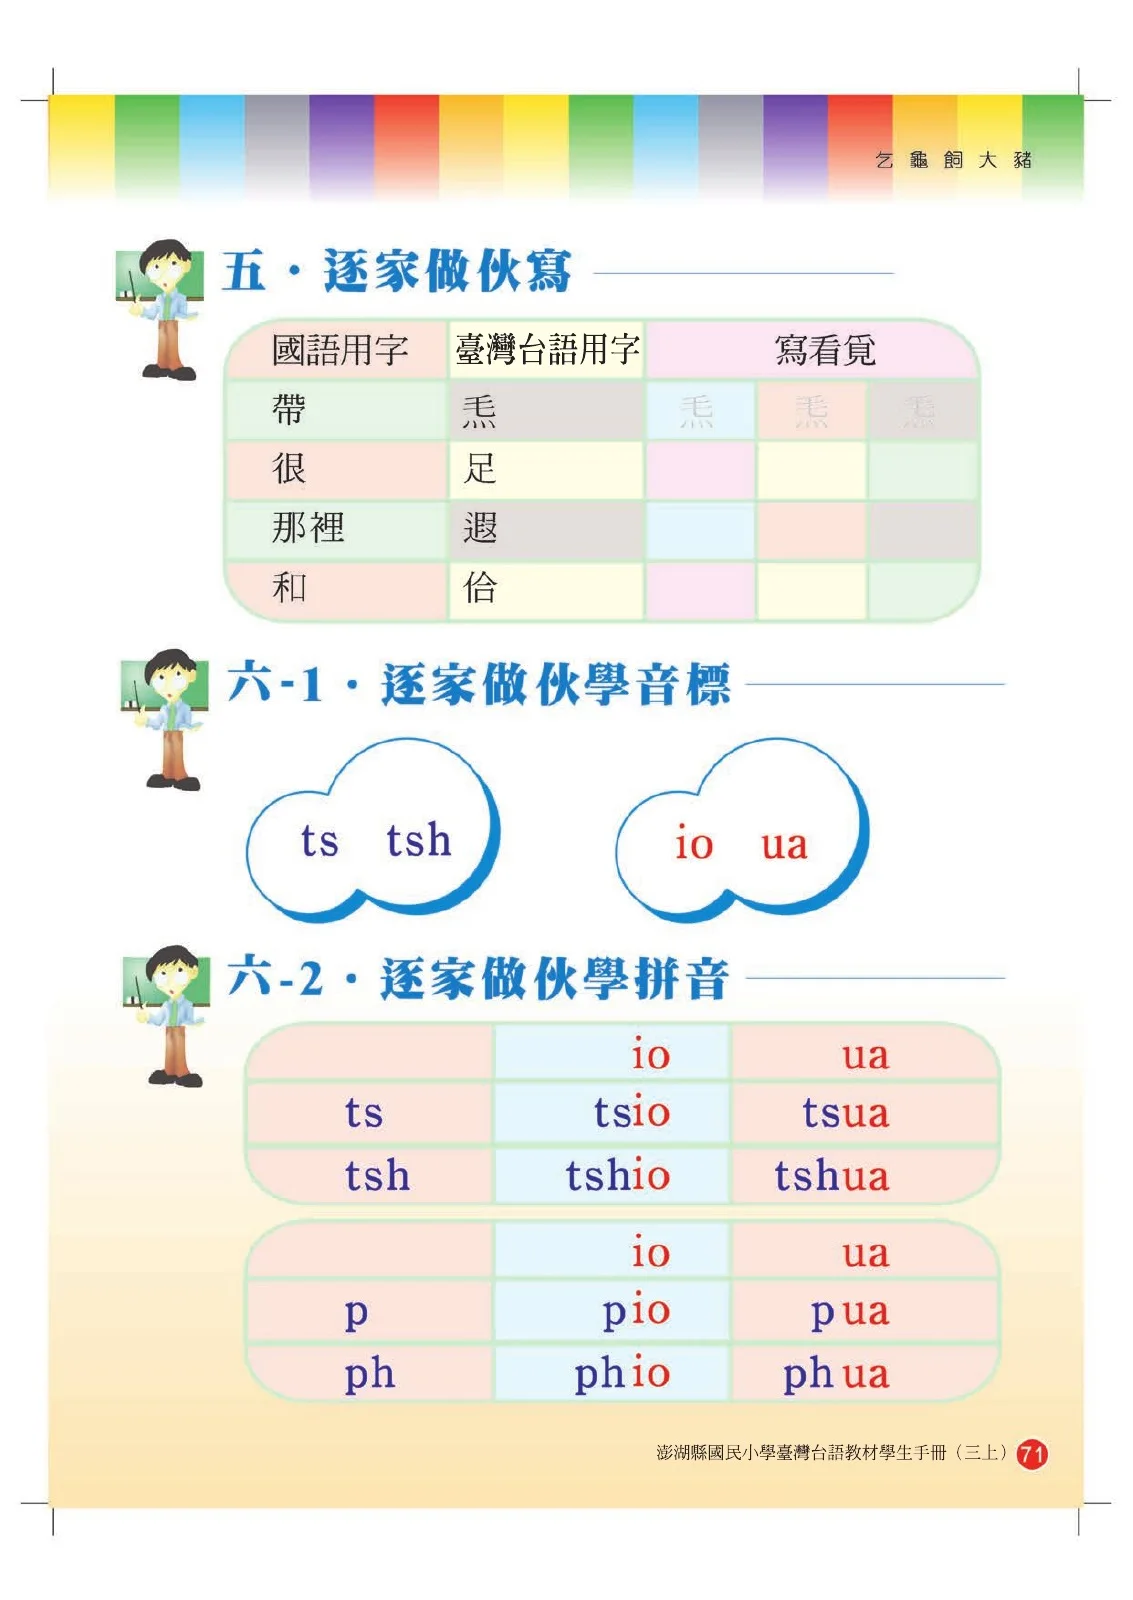 乞龜飼大豬
五·逐家做伙寫
國語用字 臺灣台語用字 寫看覓
帶 𤆬 𤆬 𤆬 𤆬
很 足
那裡 遐
和 佮
六-1·逐家做伙學音標
ts tsh io ua
六-2·逐家做伙學拼音
io ua
ts tsio tsua
tsh tshio tshua
io ua
p pio pua
ph phio phua
澎湖縣國民小學臺灣台語教材學生手冊（三上） 71